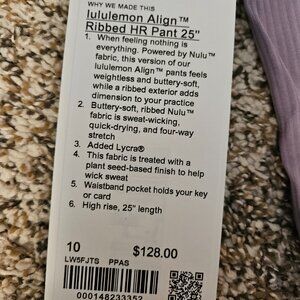 WHY WE MADE THIS
lululemon Align™
Ribbed HR Pant 25"
1. When feeling nothing is
everything. Powered by Nulu™
fabric, this version of our
lululemon Align™ pants feels
weightless and buttery-soft,
while a ribbed exterior adds
dimension to your practice
2. Buttery-soft, ribbed Nulu™
fabric is sweat-wicking,
quick-drying, and four-way
stretch
3. Added Lycra®
4. This fabric is treated with a
plant seed-based finish to help
wick sweat
5. Waistband pocket holds your key
or card
6. High rise, 25" length
10 $128.00
LW5FJTS PPAS
000148233352